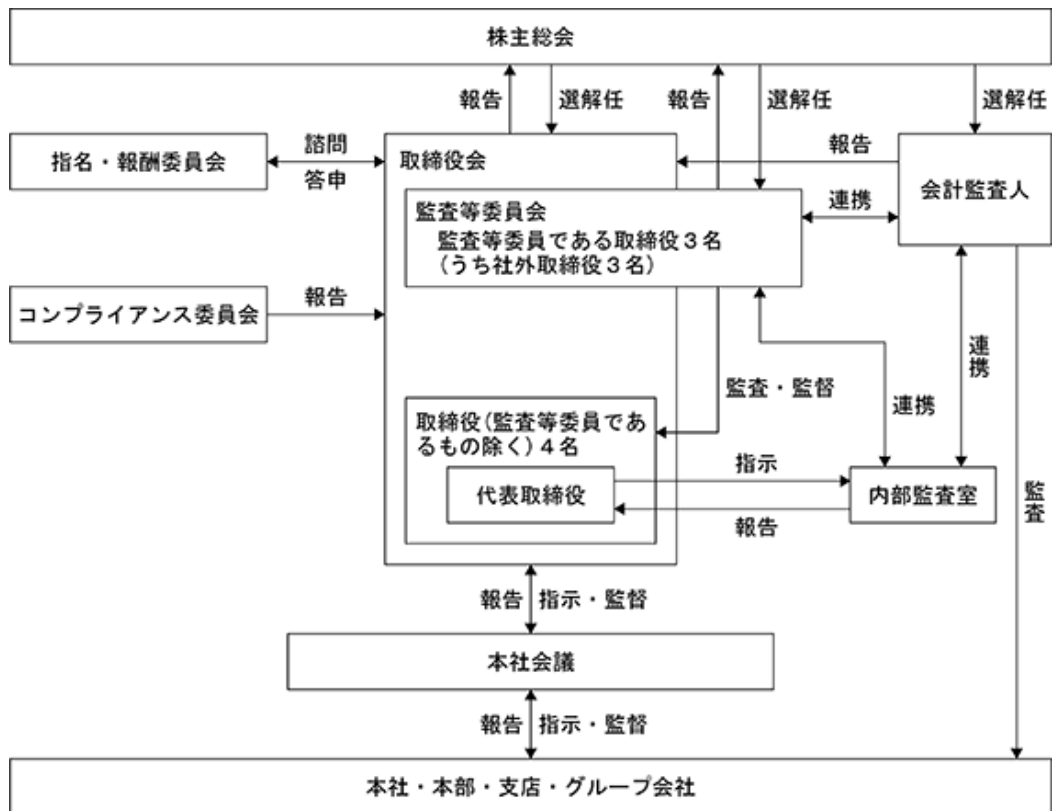 株主総会
報告
選解任
報告
選解任
選解任
指名・報酬委員会
諮問
答申
取締役会
報告
会計監査人
監査等委員会
監査等委員である取締役3名
(うち社外取締役3名)
連携
コンプライアンス委員会
報告
連携
監査・監督
連携
取締役(監査等委員であ
るもの除く)4名
代表取締役
指示
報告
内部監査室
監査
報告
指示・監督
本社会議
報告
指示・監督
本社・本部・支店・グループ会社